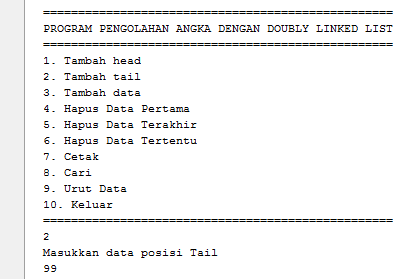 ==================================================
PROGRAM PENGOLAHAN ANGKA DENGAN DOUBLY LINKED LIST
==================================================
1. Tambah head
2. Tambah tail
3. Tambah data
4. Hapus Data Pertama
5. Hapus Data Terakhir
6. Hapus Data Tertentu
7. Cetak
8. Cari
9. Urut Data
10. Keluar
==================================================
2
Masukkan data posisi Tail
99